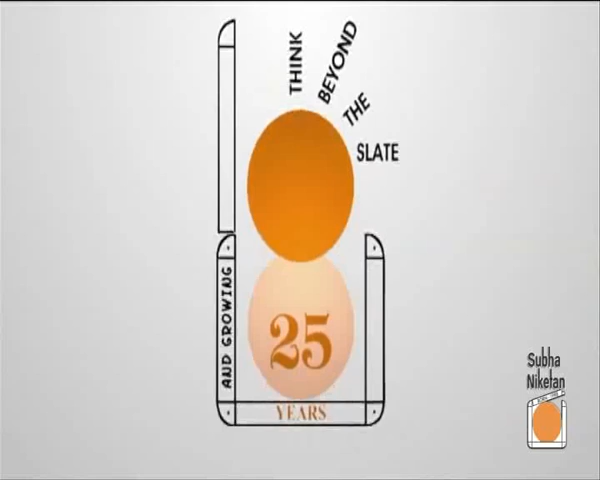 THINK
BEYOND
THE
SLATE
AND GROWING
25
YEARS
Subha
Niketan